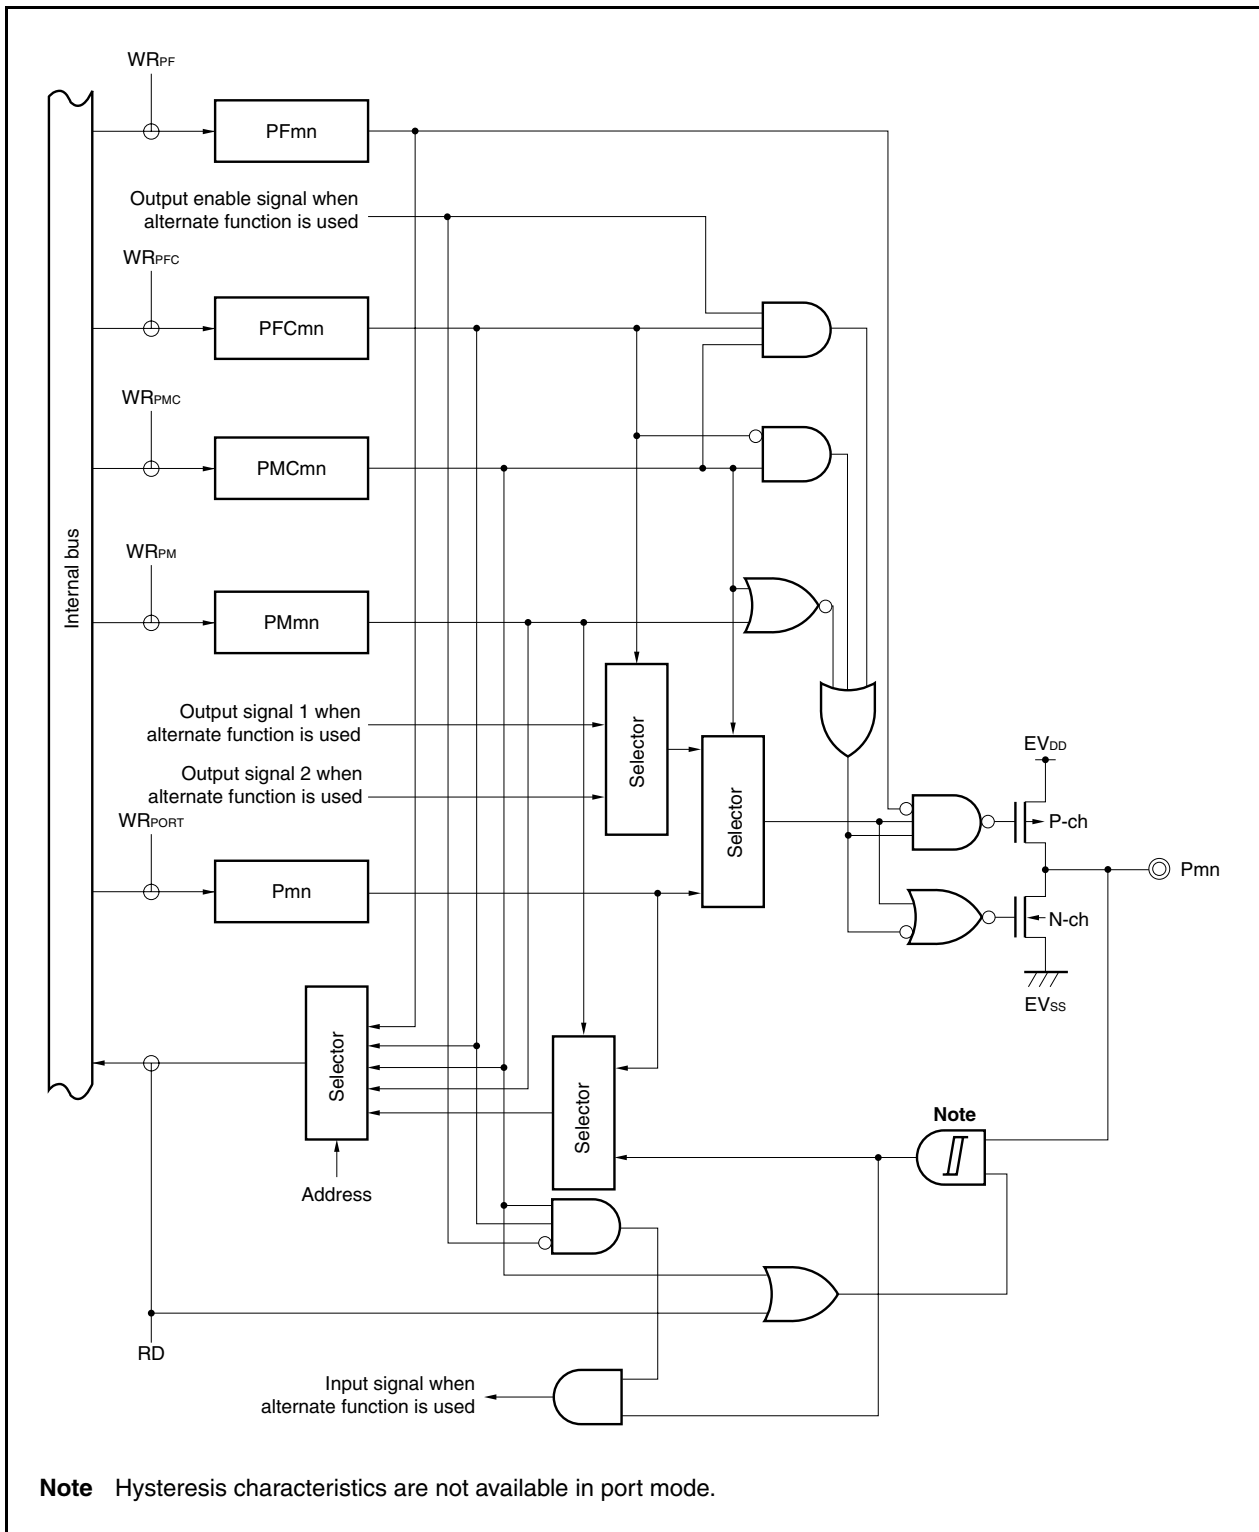 WRPF
PFmn
Output enable signal when
alternate function is used
WRPFC
PFCmn
WRPMC
PMCmn
Internal bus
WRPM
PMmn
Output signal 1 when
alternate function is used
Selector
Output signal 2 when
alternate function is used
Selector
EVDD
P-ch
WRPORT
Pmn
Pmn
N-ch
EVSS
Selector
Selector
Note
Address
RD
Input signal when
alternate function is used
Note Hysteresis characteristics are not available in port mode.